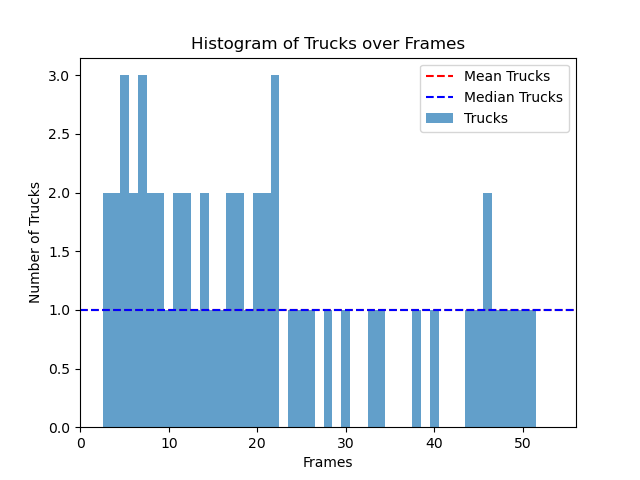 Histogram of Trucks over Frames
Mean Trucks
Median Trucks
Trucks
Number of Trucks
3.0
2.5
2.0
1.5
1.0
0.5
0.0
0 10 20 30 40 50
Frames